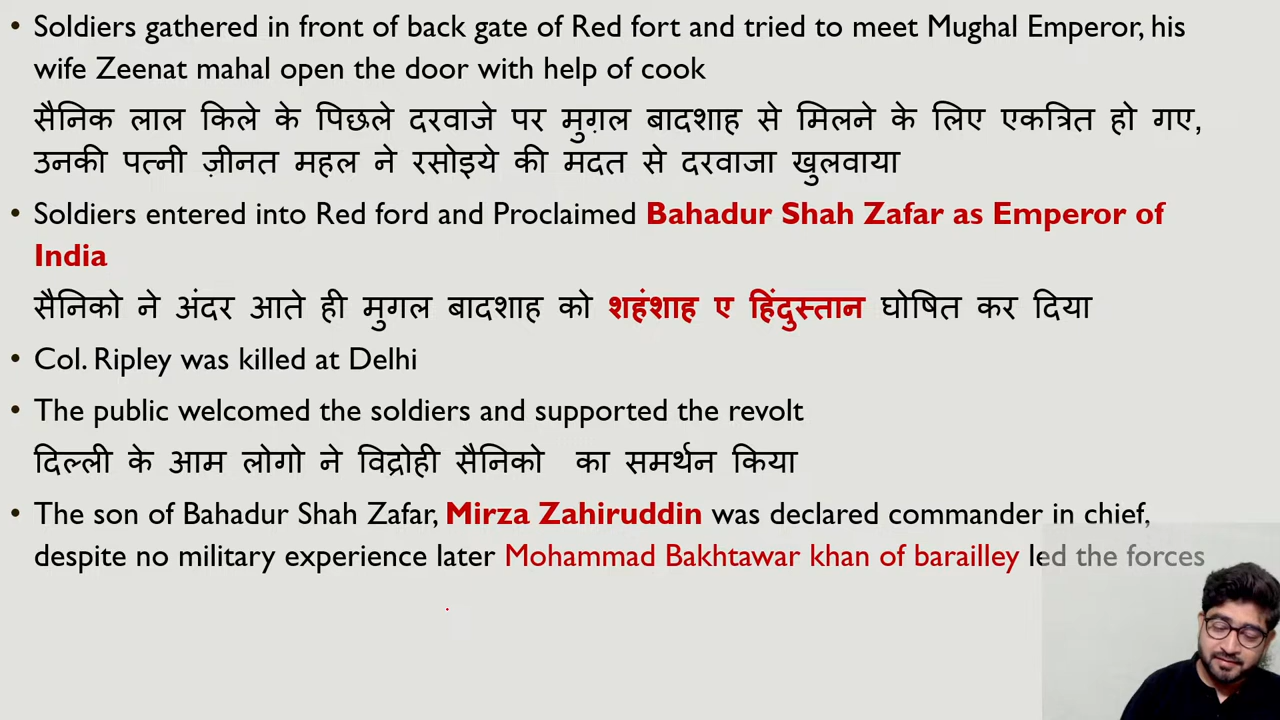 • Soldiers gathered in front of back gate of Red fort and tried to meet Mughal Emperor, his
wife Zeenat mahal open the door with help of cook
सैनिक लाल किले के पिछले दरवाजे पर मुग़ल बादशाह से मिलने के लिए एकत्रित हो गए,
उनकी पत्नी ज़ीनत महल ने रसोइये की मदत से दरवाजा खुलवाया
• Soldiers entered into Red ford and Proclaimed Bahadur Shah Zafar as Emperor of
India
सैनिको ने अंदर आते ही मुगल बादशाह को शहंशाह ए हिंदुस्तान घोषित कर दिया
• Col. Ripley was killed at Delhi
• The public welcomed the soldiers and supported the revolt
दिल्ली के आम लोगो ने विद्रोही सैनिको का समर्थन किया
• The son of Bahadur Shah Zafar, Mirza Zahiruddin was declared commander in chief,
despite no military experience later Mohammad Bakhtawar khan of barailley led the forces